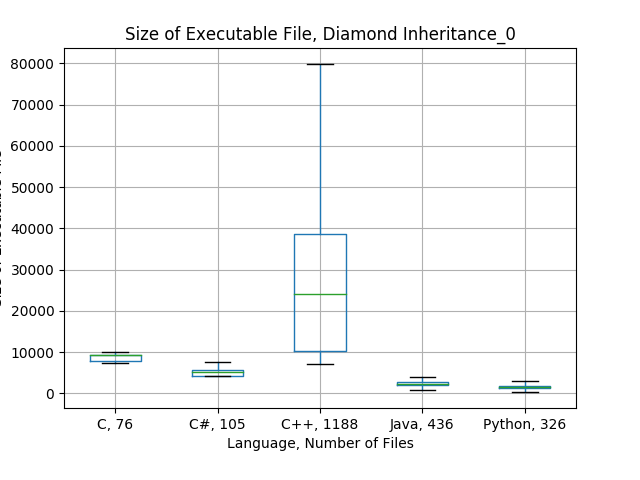 Size of Executable File, Diamond Inheritance_0
80000
70000
60000
50000
40000
30000
20000
10000
0
C, 76
C#, 105
C++, 1188
Java, 436
Python, 326
Language, Number of Files